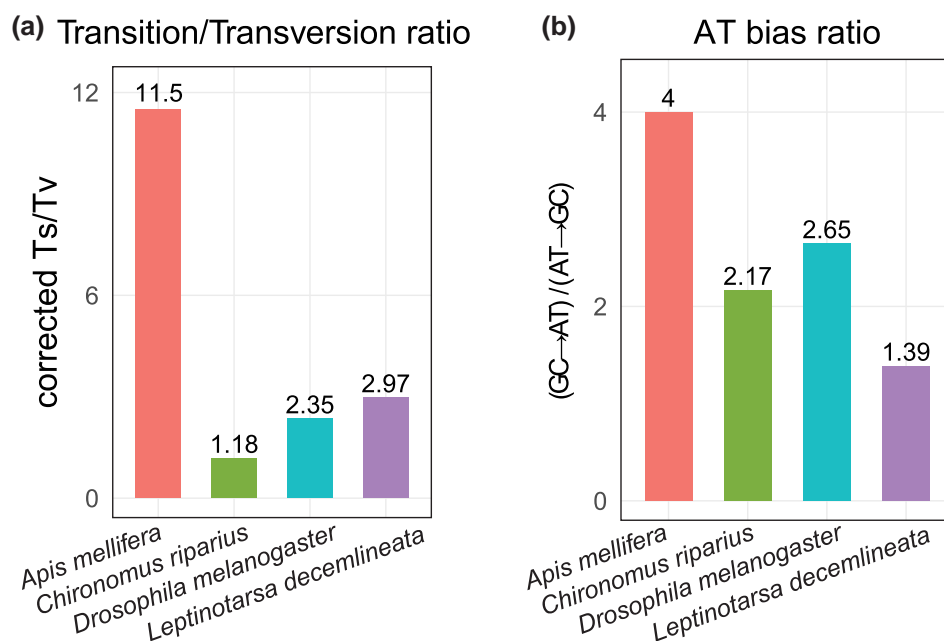 (a) Transition/Transversion ratio
corrected Ts/Tv
12
6
0
11.5
1.18
2.35
2.97
Apis mellifera
Chironomus riparius
Drosophila melanogaster
Leptinotarsa decemlineata
(b) AT bias ratio
(GC→AT) / (AT→GC)
4
2
0
4
2.17
2.65
1.39
Apis mellifera
Chironomus riparius
Drosophila melanogaster
Leptinotarsa decemlineata